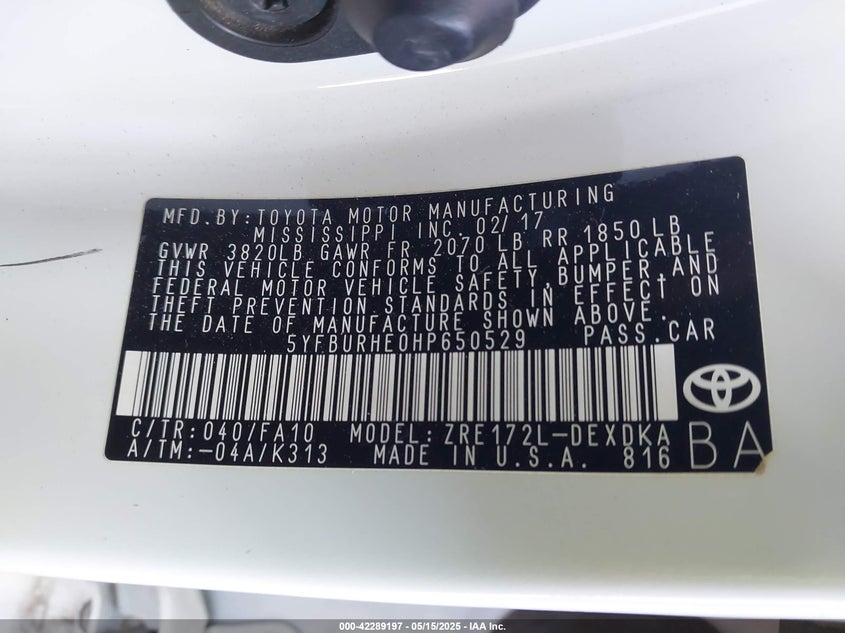 MFD. BY: TOYOTA MOTOR MANUFACTURING
MISSISSIPPI INC. 02/17
GVWR 3820LB GAWR FR 2070 LB RR 1850 LB
THIS VEHICLE CONFORMS TO ALL APPLICABLE
FEDERAL MOTOR VEHICLE SAFETY, BUMPER, AND
THEFT PREVENTION STANDARDS IN EFFECT ON
THE DATE OF MANUFACTURE SHOWN ABOVE.
5YFBURHE0HP650529 PASS. CAR
C/TR: 040/FA10 MODEL: ZRE172L-DEXDKA
A/TM: -04A/K313 MADE IN U.S.A. 816 BA
000-42289197 - 05/15/2025 - IAA Inc.